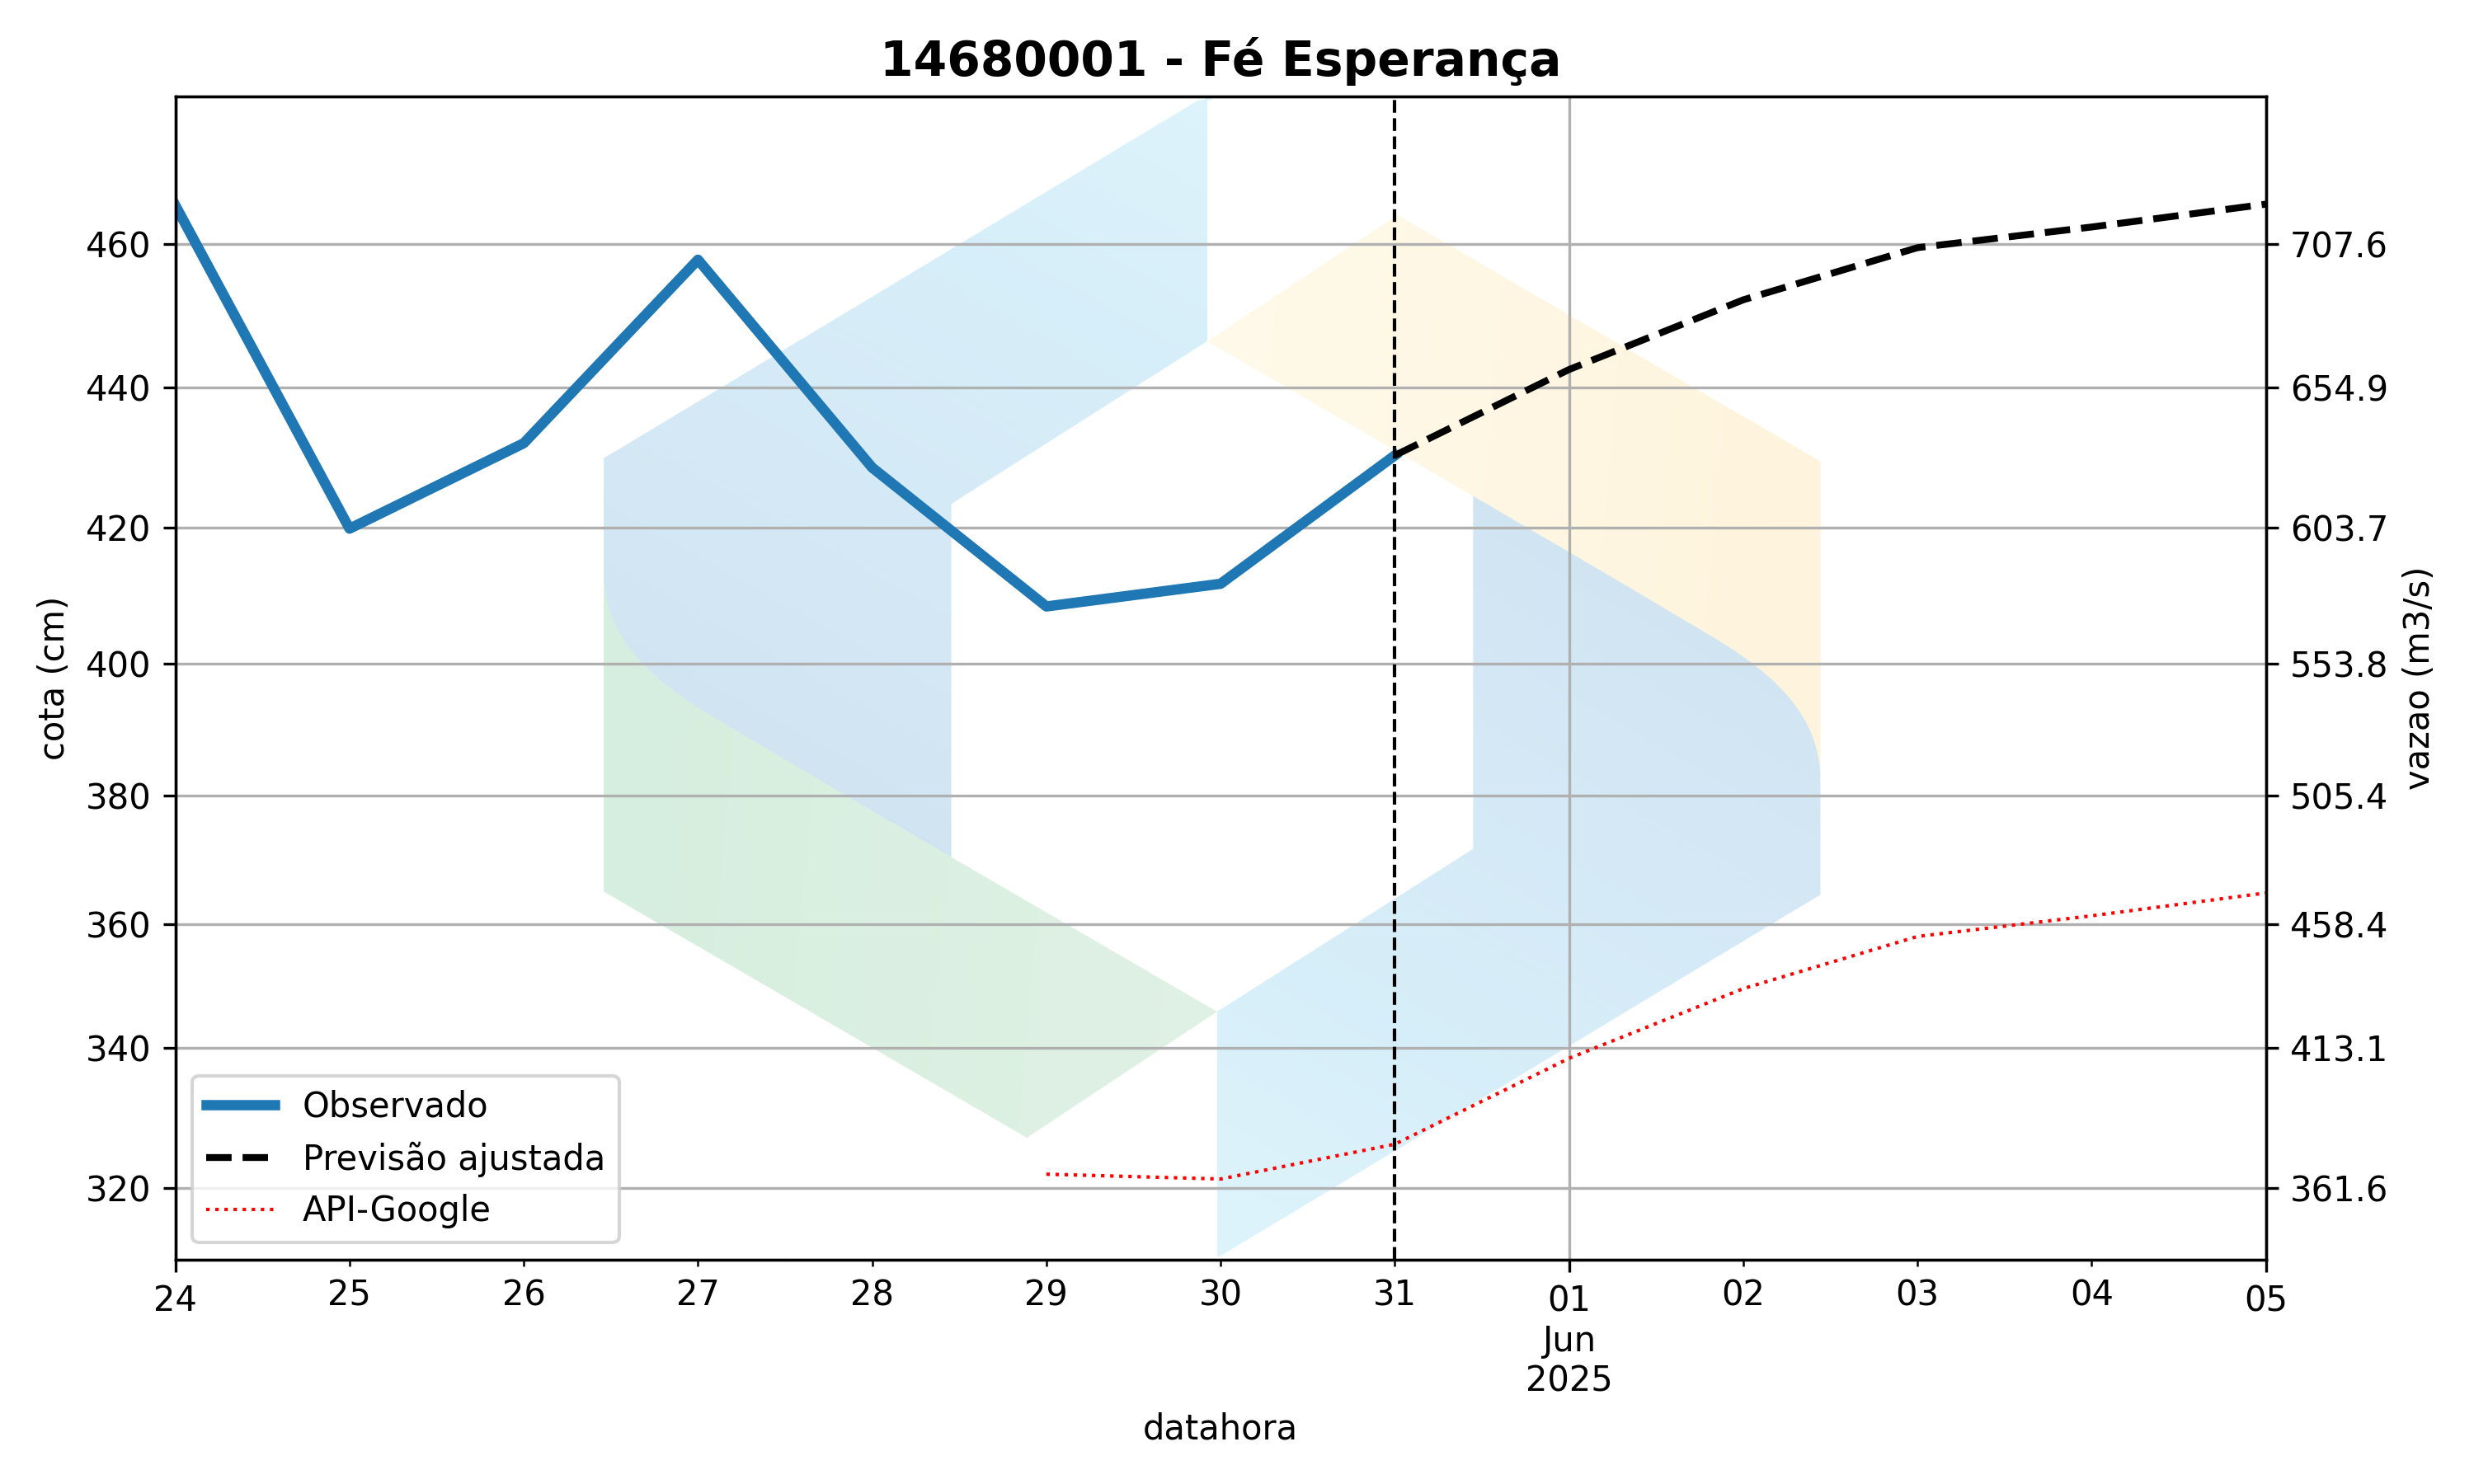 14680001 - Fé Esperança
460
440
420
400
380
360
340
320
cota (cm)
707.6
654.9
603.7
553.8
505.4
458.4
413.1
361.6
vazao (m3/s)
Observado
Previsão ajustada
API-Google
24 25 26 27 28 29 30 31 01 02 03 04 05
Jun
2025
datahora